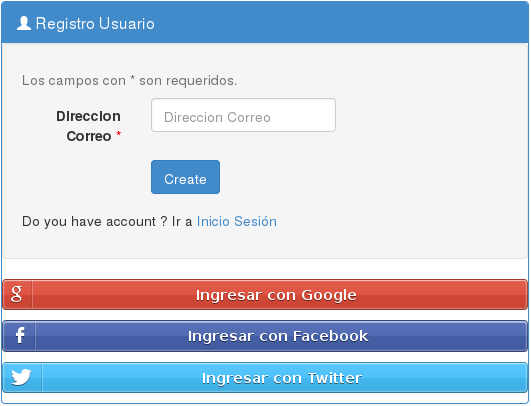 Registro Usuario
Los campos con * son requeridos.
Direccion
Correo *
Direccion Correo
Create
Do you have account ? Ir a Inicio Sesión
Ingresar con Google
Ingresar con Facebook
Ingresar con Twitter